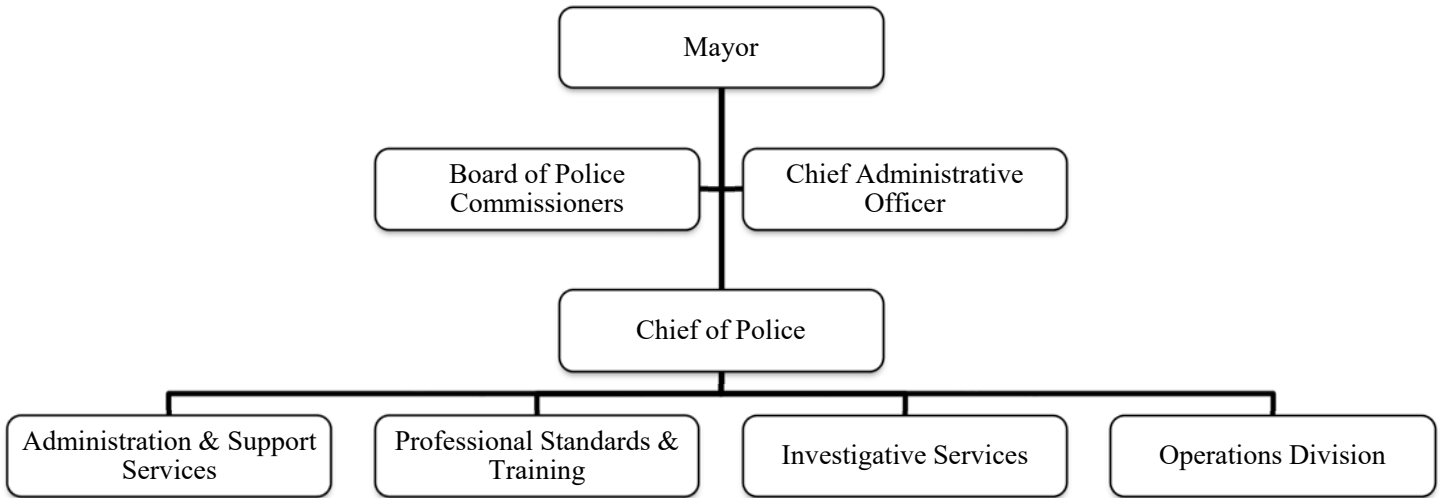 Mayor
Board of Police
Commissioners
Chief Administrative
Officer
Chief of Police
Administration & Support
Services
Professional Standards &
Training
Investigative Services
Operations Division